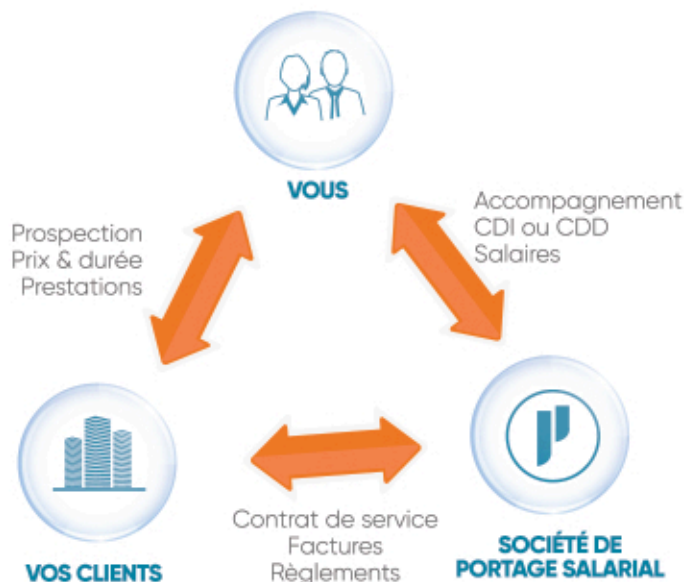 VOUS
Prospection
Prix & durée
Prestations
Accompagnement
CDI ou CDD
Salaires
VOS CLIENTS
Contrat de service
Factures
Règlements
SOCIÉTÉ DE
PORTAGE SALARIAL